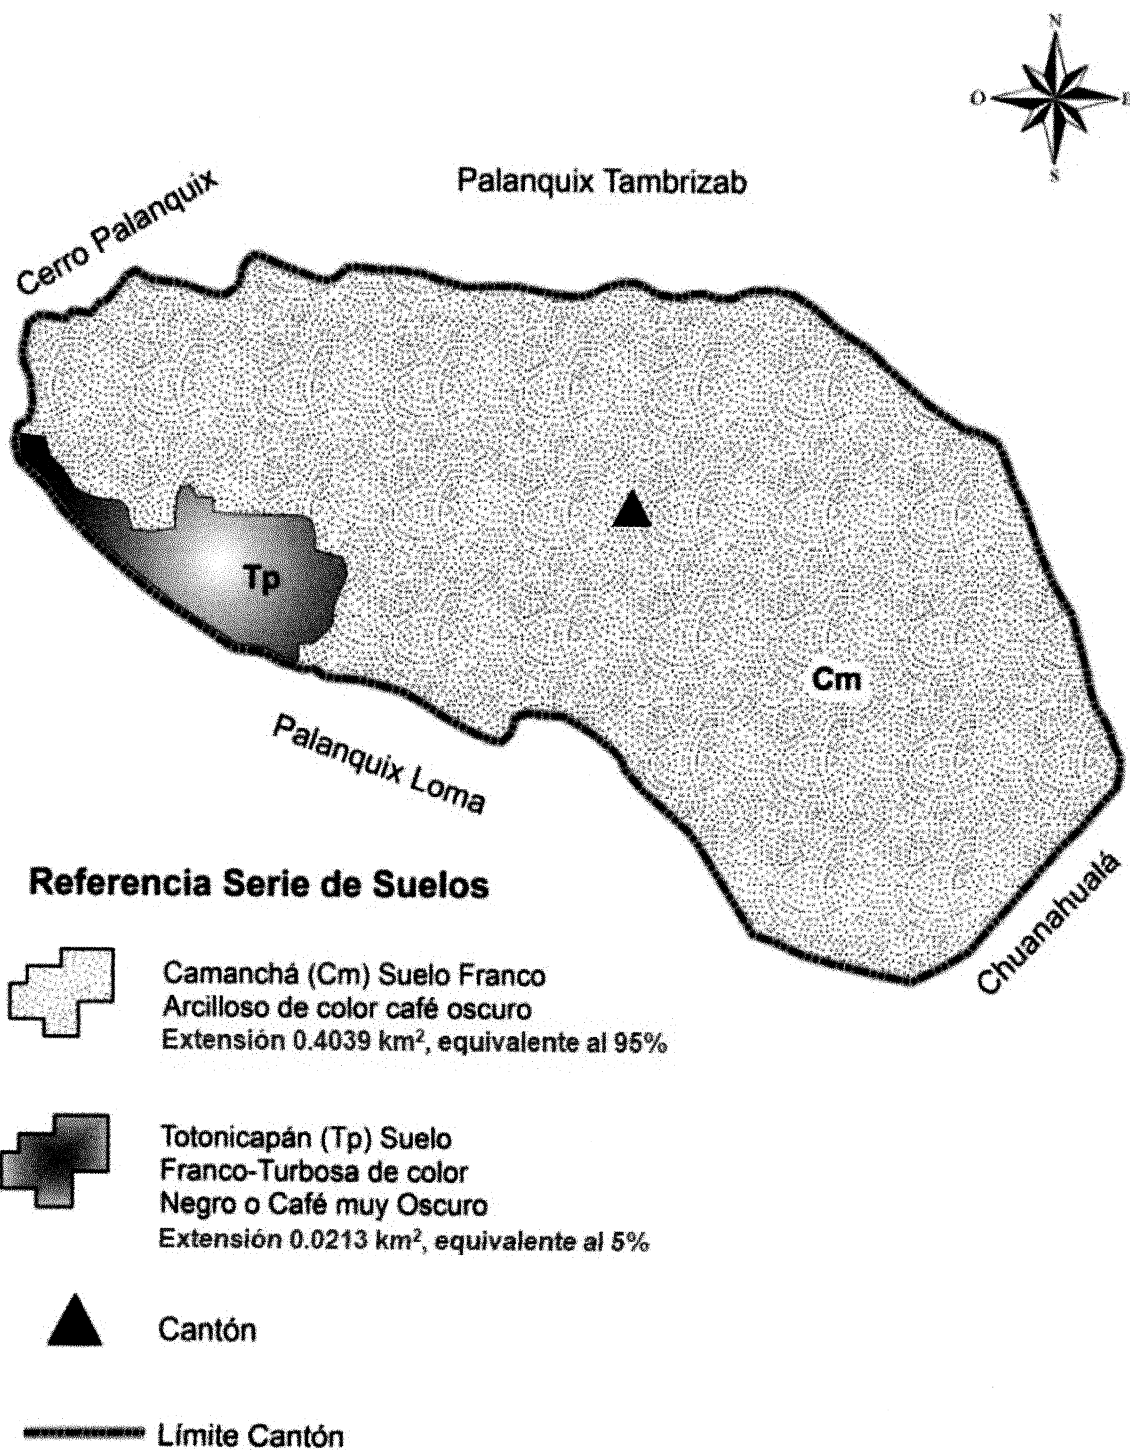 N
O
E
S
Palanquix Tambrizab
Cerro Palanquix
Tp
Cm
Palanquix Loma
Chuanahualá
Referencia Serie de Suelos
Camanchá (Cm) Suelo Franco
Arcilloso de color café oscuro
Extensión 0.4039 km², equivalente al 95%
Totonicapán (Tp) Suelo
Franco-Turbosa de color
Negro o Café muy Oscuro
Extensión 0.0213 km², equivalente al 5%
Cantón
Límite Cantón